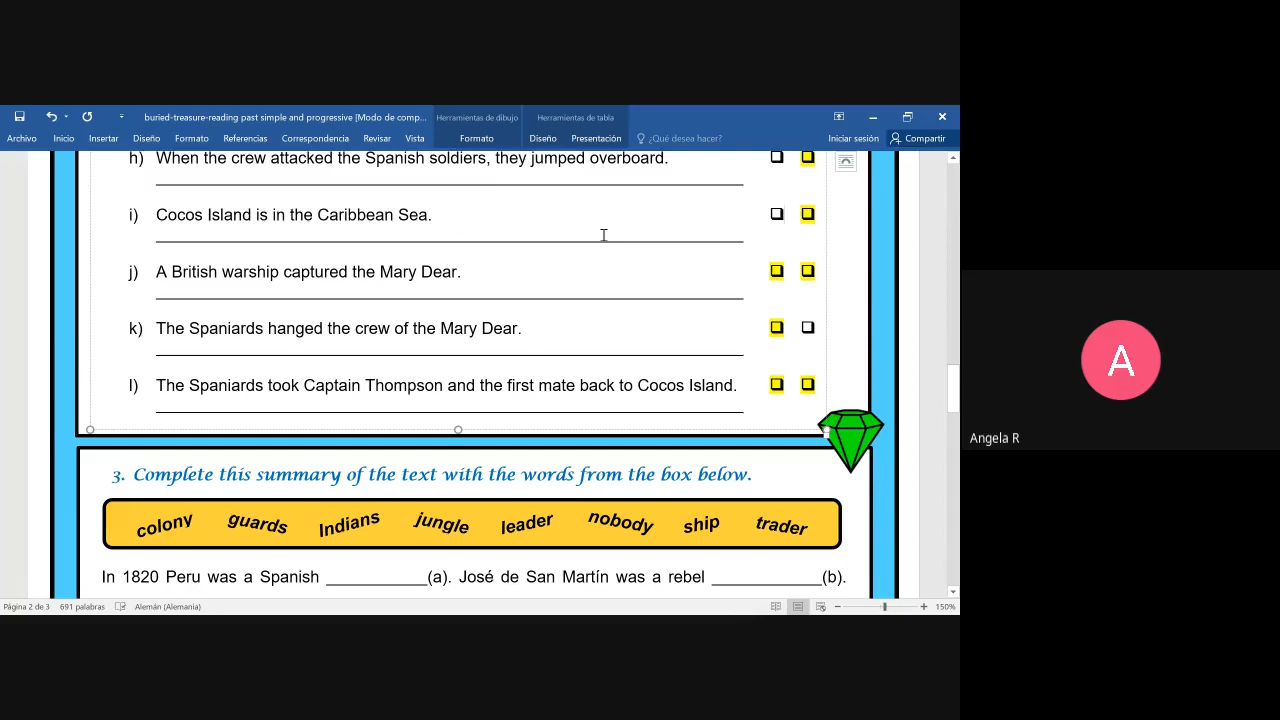 buried-treasure-reading past simple and progressive [Modo de comp...
Herramientas de dibujo
Herramientas de tabla
Archivo Inicio Insertar Diseño Formato Referencias Correspondencia Revisar Vista Formato Diseño Presentación ¿Qué desea hacer? Iniciar sesión Compartir
h) When the crew attacked the Spanish soldiers, they jumped overboard.
i) Cocos Island is in the Caribbean Sea.
j) A British warship captured the Mary Dear.
k) The Spaniards hanged the crew of the Mary Dear.
l) The Spaniards took Captain Thompson and the first mate back to Cocos Island.
3. Complete this summary of the text with the words from the box below.
colony guards Indians jungle leader nobody ship trader
In 1820 Peru was a Spanish ___________(a). José de San Martín was a rebel ____________(b).
Página 2 de 3 691 palabras Alemán (Alemania) 150%
A
Angela R